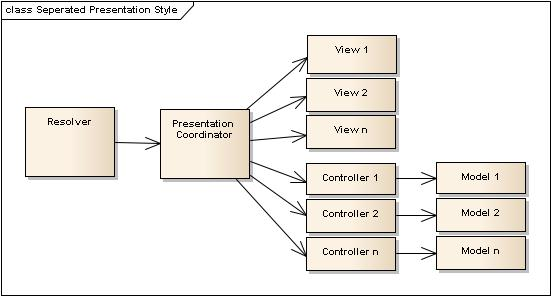 class Seperated Presentation Style
Resolver
Presentation
Coordinator
View 1
View 2
View n
Controller 1
Model 1
Controller 2
Model 2
Controller n
Model n